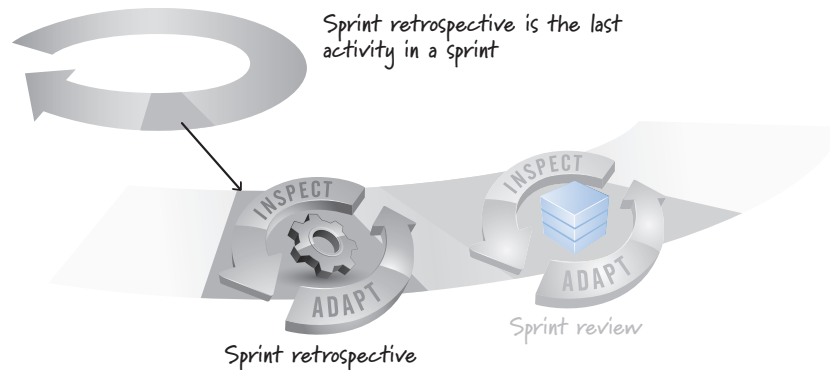 Sprint retrospective is the last
activity in a sprint
INSPECT
ADAPT
Sprint retrospective
INSPECT
ADAPT
Sprint review